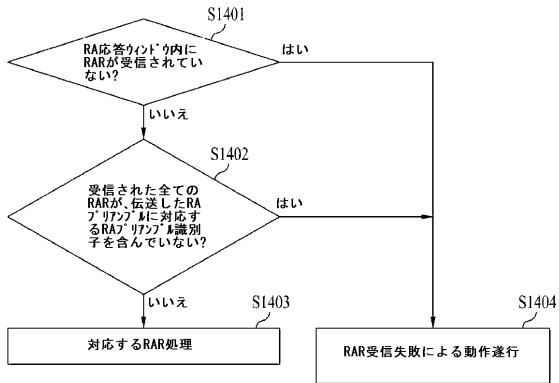 S1401
RA応答ウィンドウ内に
RARが受信されてい
ない?
はい
いいえ
S1402
受信された全ての
RARが、伝送したRA
プリアンブルに対応す
るRAプリアンブル識別
子を含んでいない?
はい
いいえ
S1403
対応するRAR処理
S1404
RAR受信失敗による動作遂行